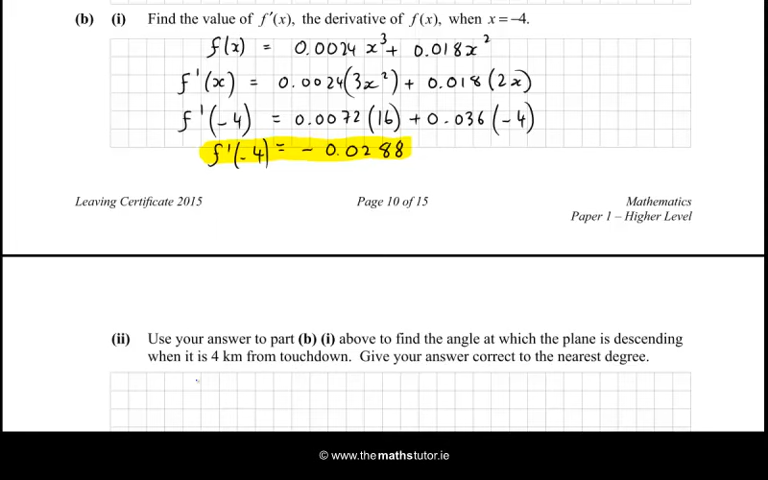 (b) (i) Find the value of f′(x), the derivative of f(x), when x = −4.
f(x) = 0.0024 x³ + 0.018x²
f'(x) = 0.0024(3x²) + 0.018(2x)
f'(-4) = 0.0072(16) + 0.036(-4)
f'(-4) = - 0.0288
Leaving Certificate 2015 Page 10 of 15 Mathematics
Paper 1 – Higher Level
(ii) Use your answer to part (b) (i) above to find the angle at which the plane is descending
when it is 4 km from touchdown. Give your answer correct to the nearest degree.
© www.themathstutor.ie